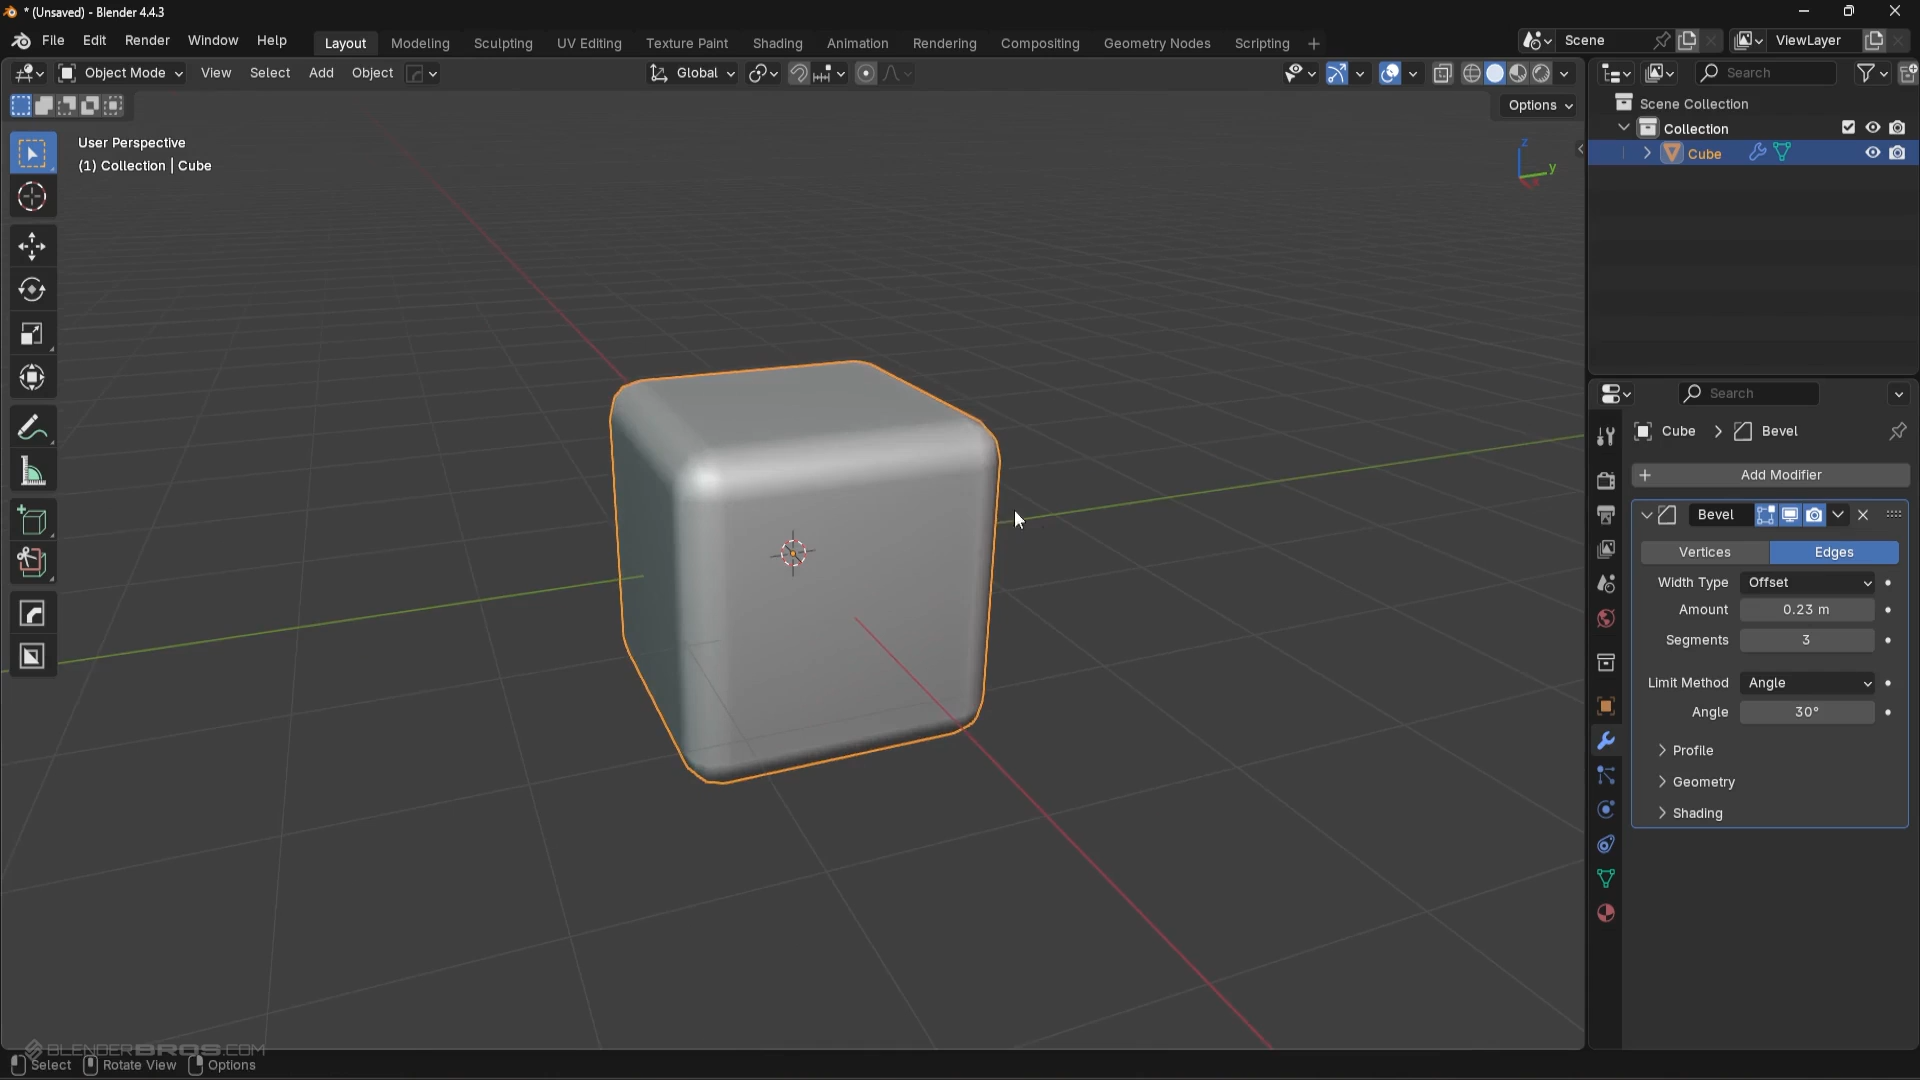 * (Unsaved) - Blender 4.4.3
File Edit Render Window Help Layout Modeling Sculpting UV Editing Texture Paint Shading Animation Rendering Compositing Geometry Nodes Scripting + Scene ViewLayer
Object Mode View Select Add Object Global Search
Options
User Perspective
(1) Collection | Cube
z
y
Scene Collection
Collection
Cube
Search
Cube > Bevel
+ Add Modifier
Bevel
Vertices Edges
Width Type Offset
Amount 0.23 m
Segments 3
Limit Method Angle
Angle 30°
Profile
Geometry
Shading
BLENDERBROS.COM
Select Rotate View Options